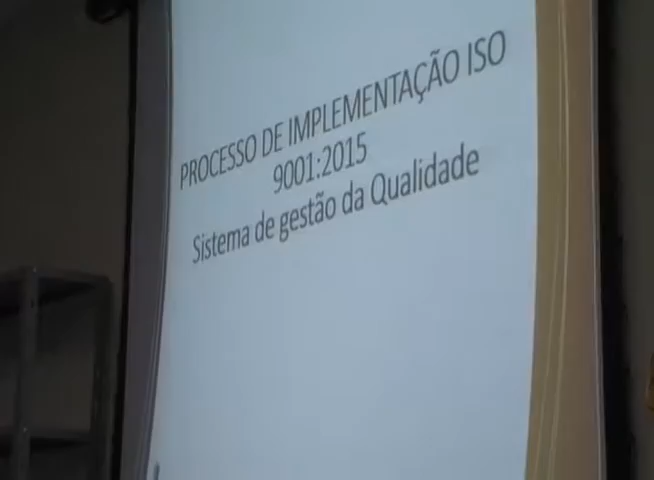 PROCESSO DE IMPLEMENTAÇÃO ISO
9001:2015
Sistema de gestão da Qualidade